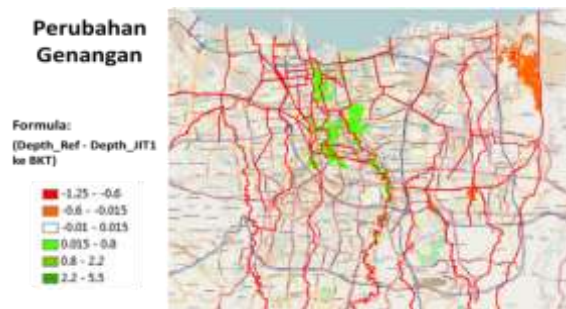 Perubahan
Genangan
Formula:
(Depth_Ref - Depth_JIT1
ke BKT)
-1.25 - -0.6
-0.6 - -0.015
-0.01 - 0.015
0.015 - 0.8
0.8 - 2.2
2.2 - 5.5